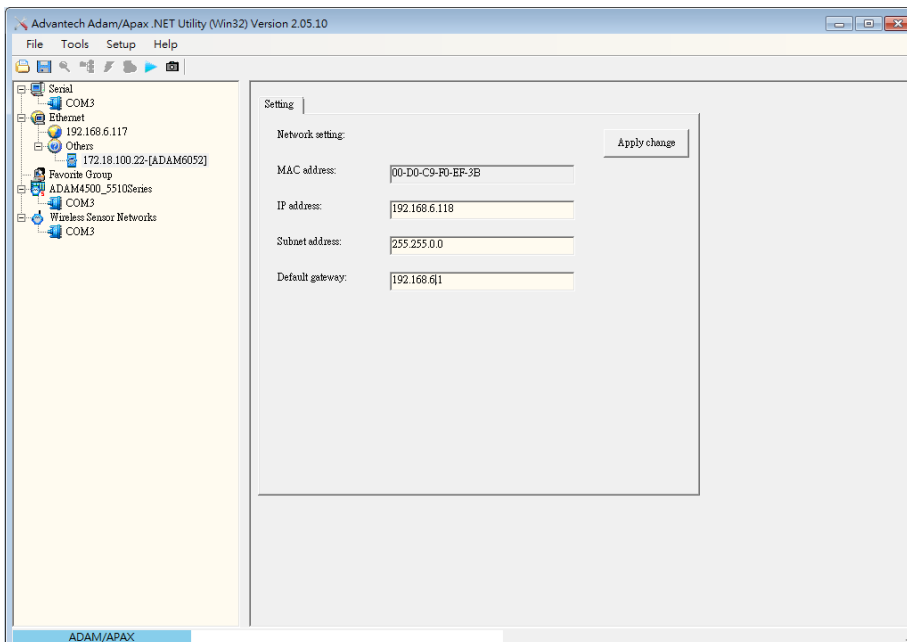 Advantech Adam/Apax .NET Utility (Win32) Version 2.05.10
File Tools Setup Help
Serial
COM3
Ethernet
192.168.6.117
Others
172.18.100.22-[ADAM6052]
Favorite Group
ADAM4500_5510Series
COM3
Wireless Sensor Networks
COM3
Setting
Network setting:
Apply change
MAC address: 00-D0-C9-F0-EF-3B
IP address: 192.168.6.118
Subnet address: 255.255.0.0
Default gateway: 192.168.6.1
ADAM/APAX